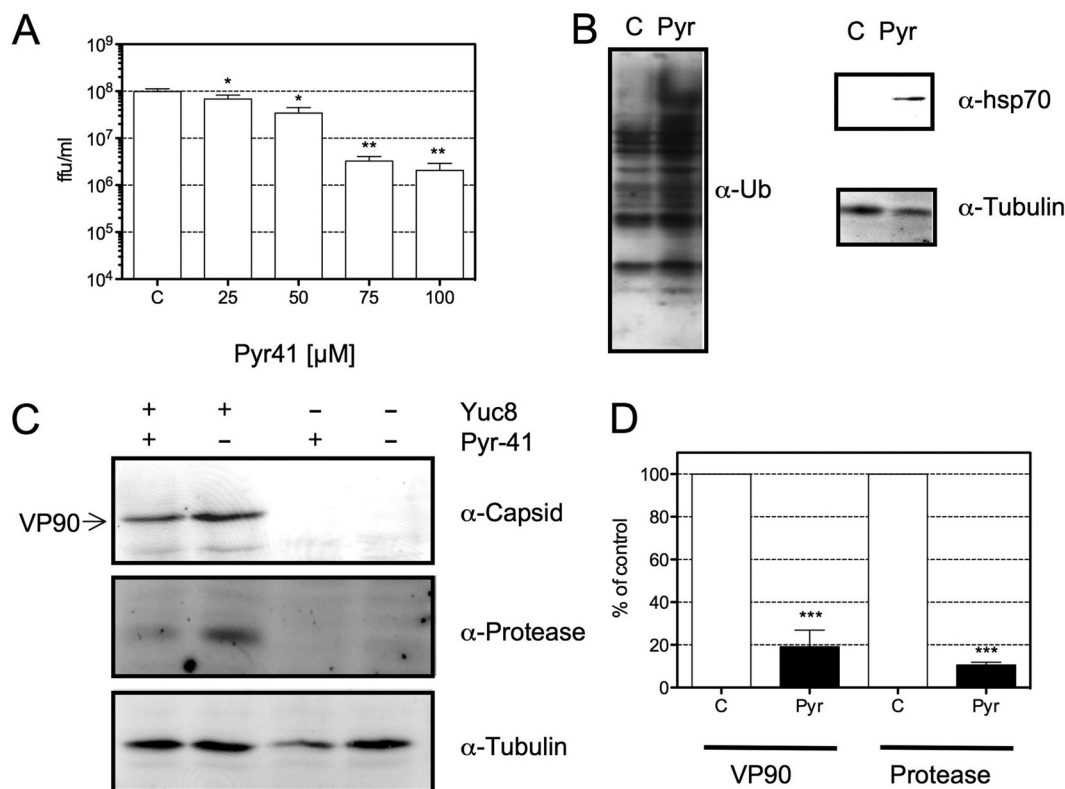 A
ffu/ml
10⁹
10⁸
10⁷
10⁶
10⁵
10⁴
*
*
**
**
C 25 50 75 100
Pyr41 [µM]
B
C Pyr
α-Ub
C Pyr
α-hsp70
α-Tubulin
C
+ + – – Yuc8
+ – + – Pyr-41
VP90
α-Capsid
α-Protease
α-Tubulin
D
% of control
100
80
60
40
20
0
***
***
C Pyr C Pyr
VP90 Protease